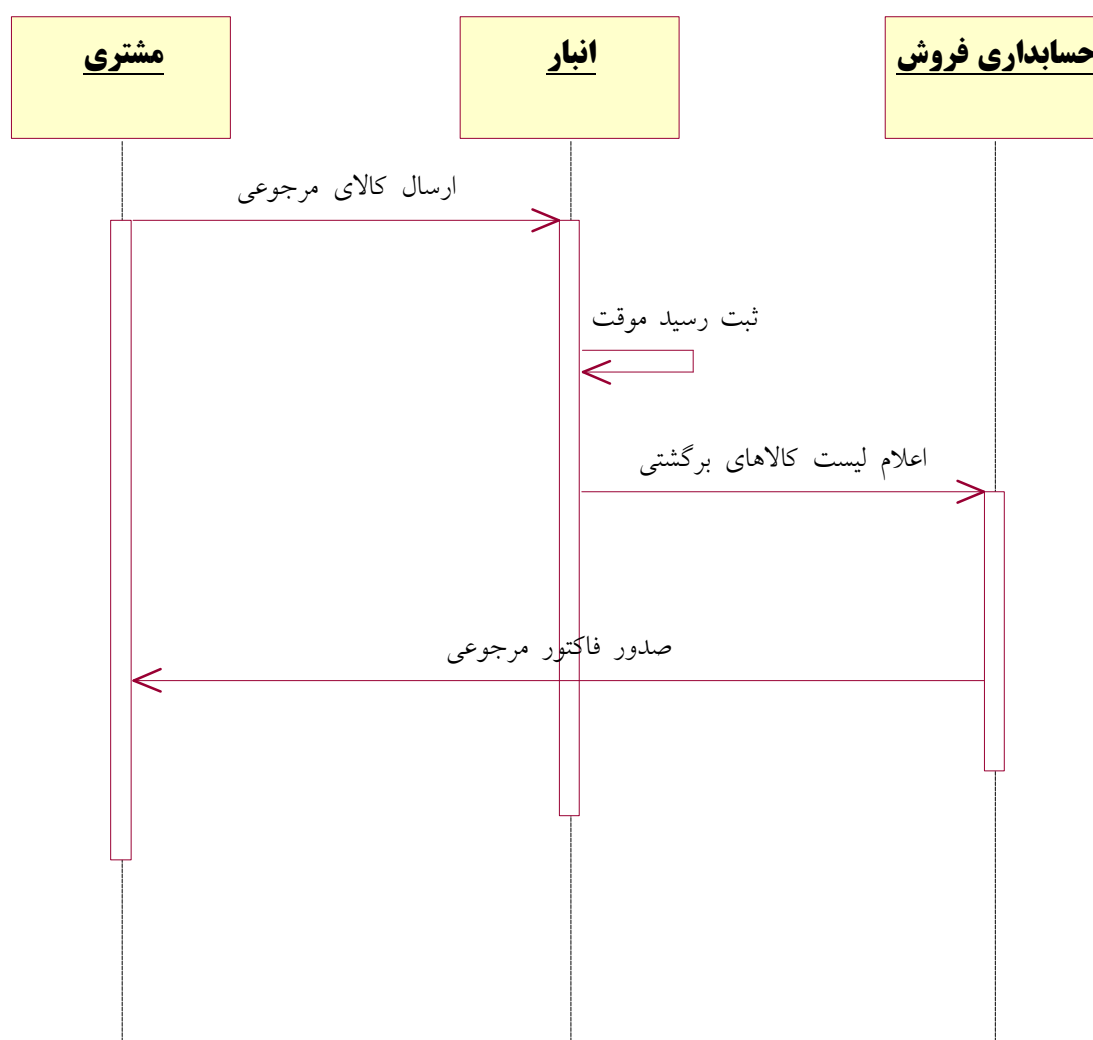 مشتری
انبار
حسابداری فروش
ارسال کالای مرجوعی
ثبت رسید موقت
اعلام لیست کالاهای برگشتی
صدور فاکتور مرجوعی